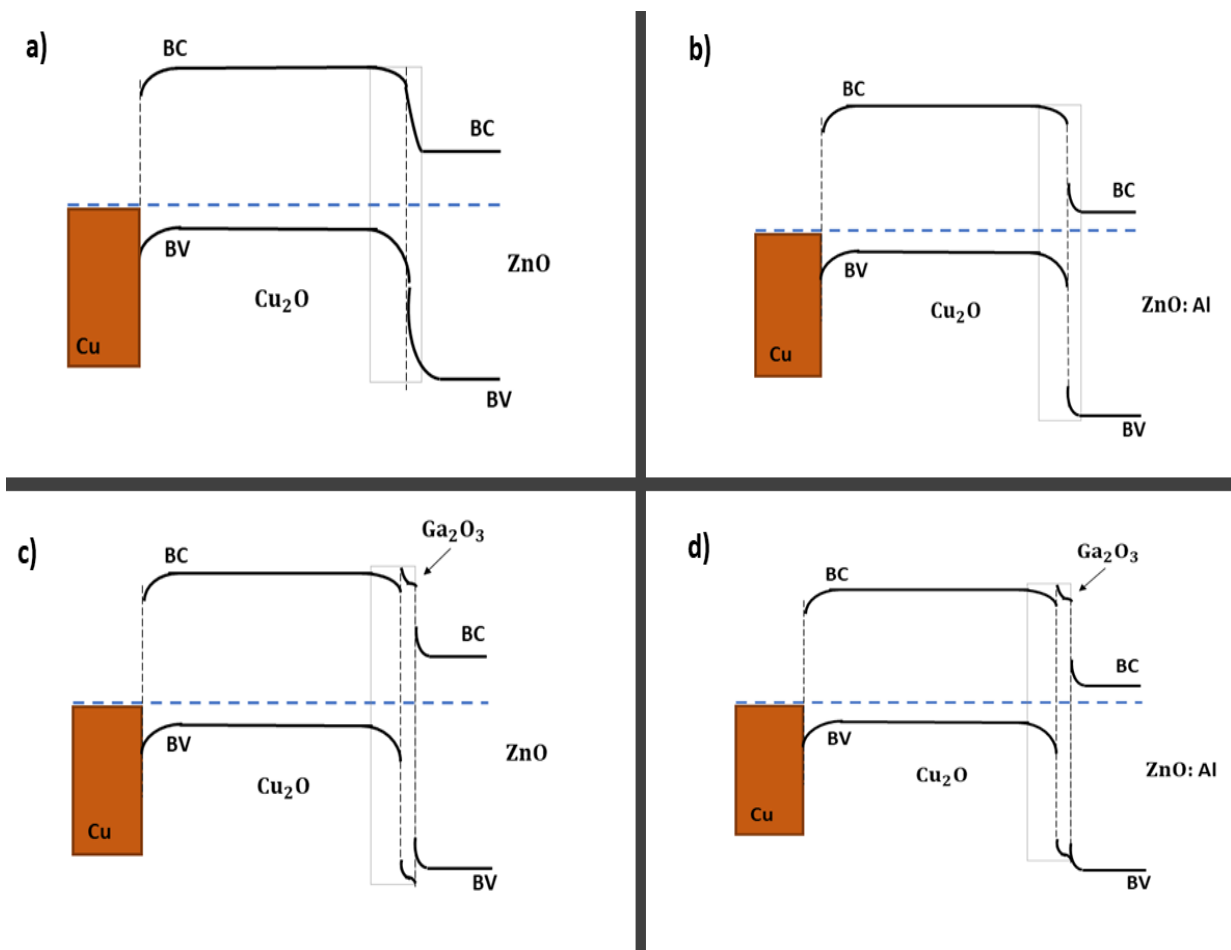 a)
BC
BC
BV
Cu₂O
ZnO
Cu
BV
b)
BC
BC
BV
Cu₂O
ZnO: Al
Cu
BV
c)
Ga₂O₃
BC
BC
BV
ZnO
Cu₂O
Cu
BV
d)
Ga₂O₃
BC
BC
BV
Cu₂O
ZnO: Al
Cu
BV